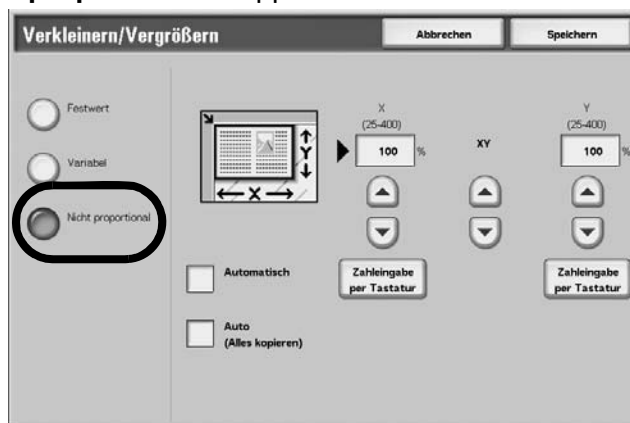 Verkleinern/Vergrößern
Abbrechen
Speichern
Festwert
Variabel
Nicht proportional
X
Y
X
(25-400)
100 %
XY
Y
(25-400)
100 %
Automatisch
Auto
(Alles kopieren)
Zahleingabe
per Tastatur
Zahleingabe
per Tastatur